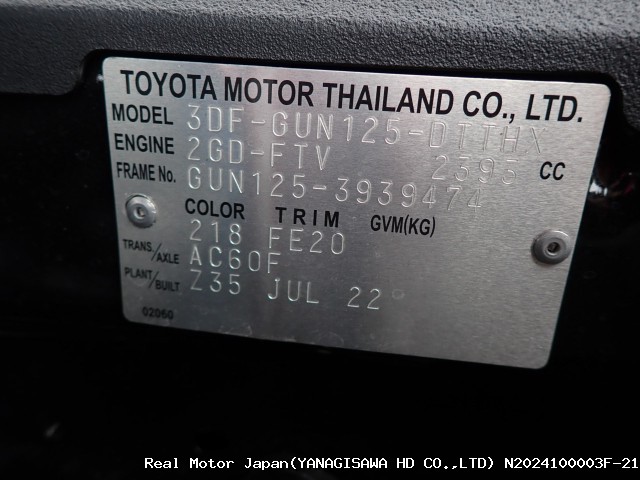 TOYOTA MOTOR THAILAND CO., LTD.
MODEL 3DF-GUN125-DTTHX
ENGINE 2GD-FTV 2393 CC
FRAME No. GUN125-3939474
COLOR TRIM GVM(KG)
218 FE20
TRANS./AXLE AC60F
PLANT/BUILT Z35 JUL 22
02060
Real Motor Japan(YANAGISAWA HD CO.,LTD) N2024100003F-21